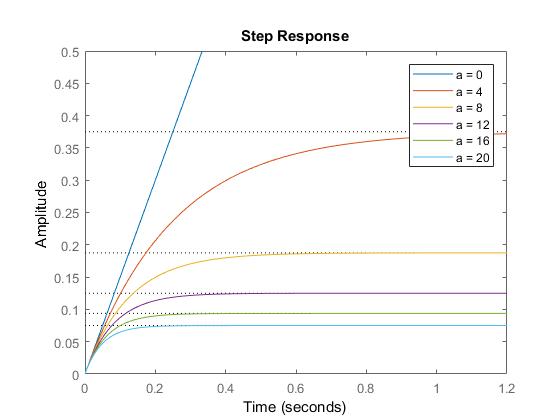 Step Response
0.5
0.45
0.4
0.35
0.3
0.25
0.2
0.15
0.1
0.05
0
Amplitude
a = 0
a = 4
a = 8
a = 12
a = 16
a = 20
0 0.2 0.4 0.6 0.8 1 1.2
Time (seconds)